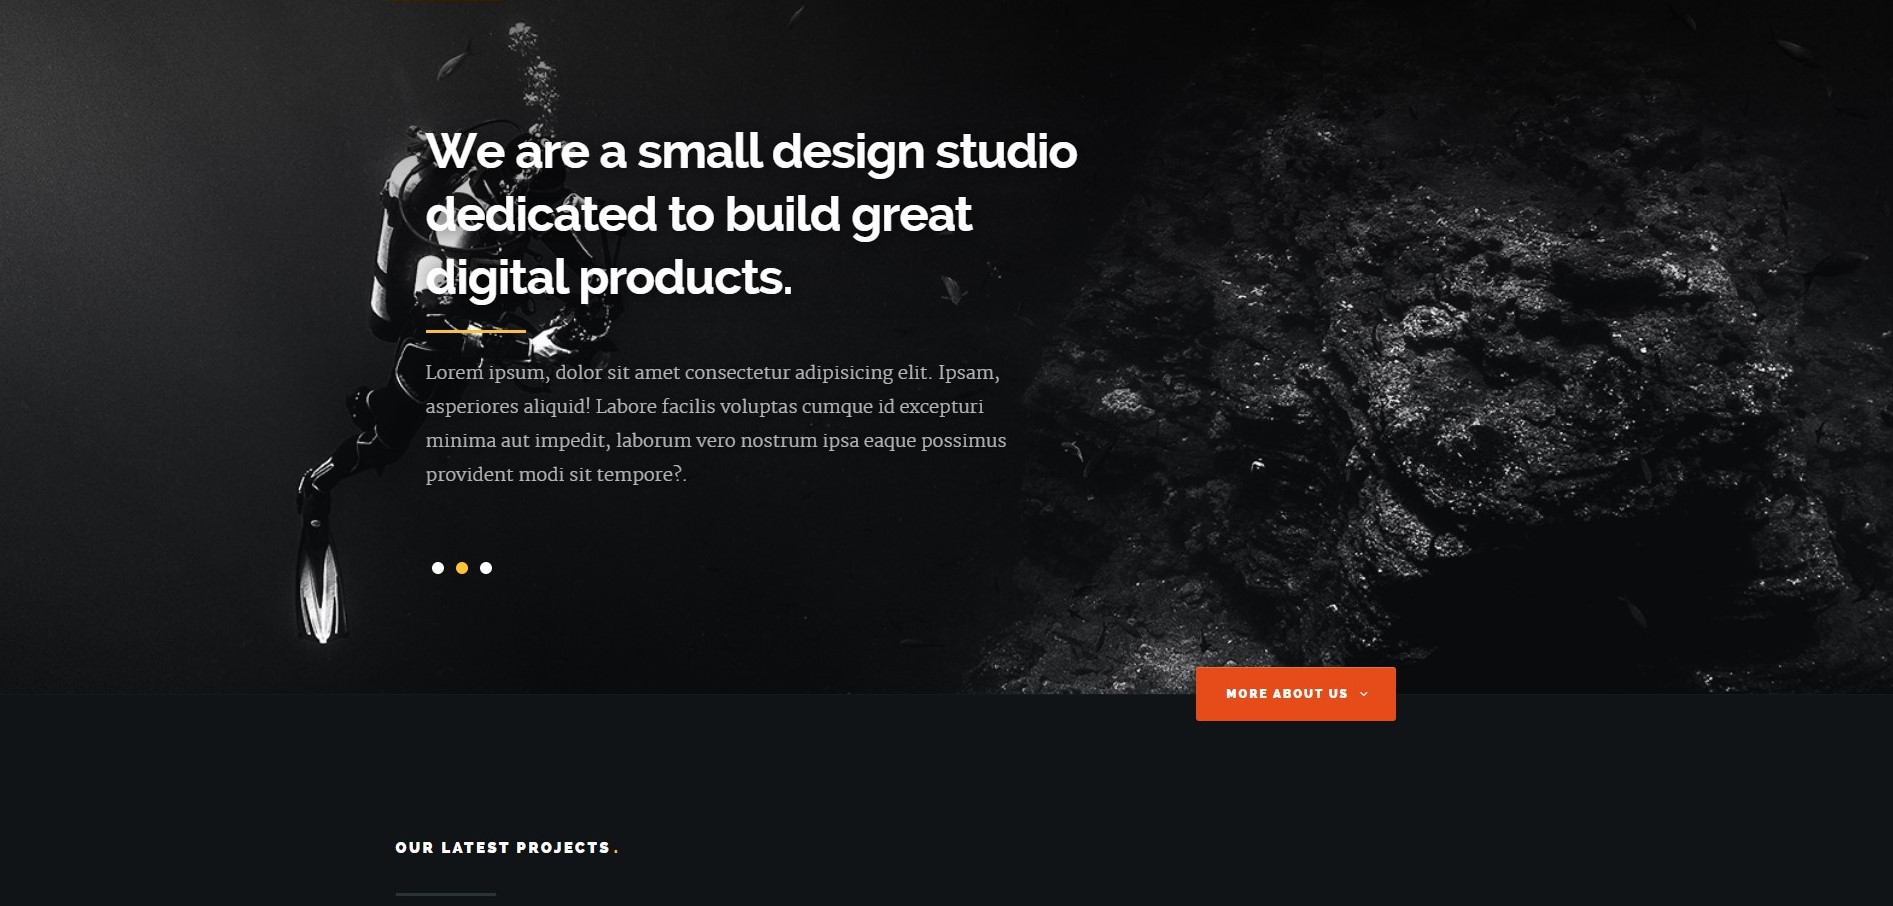 We are a small design studio
dedicated to build great
digital products.
Lorem ipsum, dolor sit amet consectetur adipisicing elit. Ipsam,
asperiores aliquid! Labore facilis voluptas cumque id excepturi
minima aut impedit, laborum vero nostrum ipsa eaque possimus
provident modi sit tempore?.
MORE ABOUT US
OUR LATEST PROJECTS.